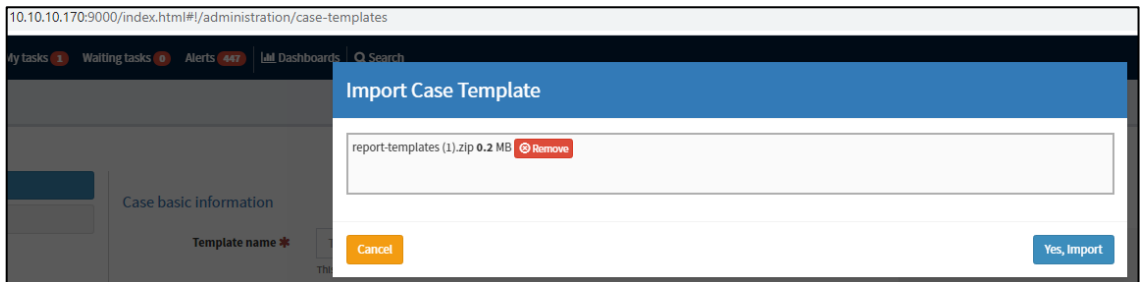 10.10.10.170:9000/index.html#!/administration/case-templates
My tasks 1 Waiting tasks 0 Alerts 447 Dashboards Search
Import Case Template
report-templates (1).zip 0.2 MB Remove
Case basic information
Template name *
Cancel
Yes, Import